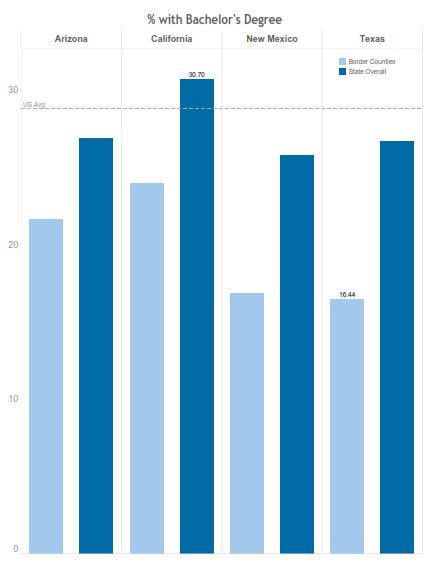 % with Bachelor's Degree
Arizona California New Mexico Texas
Border Counties
State Overall
30.70
30
US Avg
20
16.44
10
0